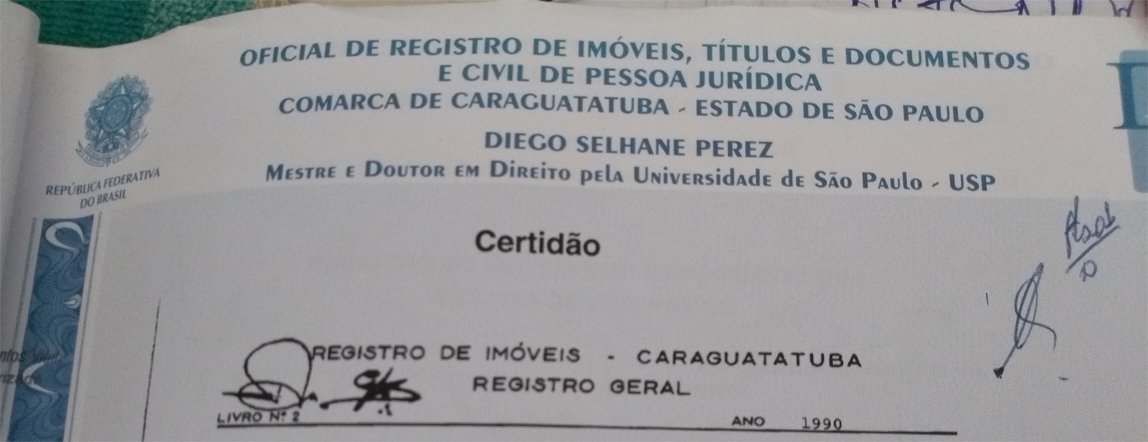 OFICIAL DE REGISTRO DE IMÓVEIS, TÍTULOS E DOCUMENTOS
E CIVIL DE PESSOA JURÍDICA
COMARCA DE CARAGUATATUBA - ESTADO DE SÃO PAULO
DIEGO SELHANE PEREZ
MESTRE E DOUTOR EM DIREITO PELA UNIVERSIDADE DE SÃO PAULO - USP
REPÚBLICA FEDERATIVA
DO BRASIL
Certidão
REGISTRO DE IMÓVEIS - CARAGUATATUBA
REGISTRO GERAL
LIVRO Nº 2 ANO 1990